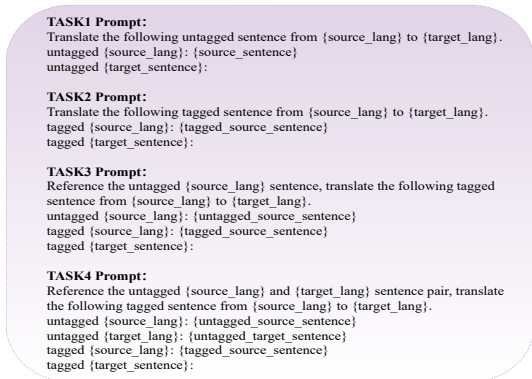 TASK1 Prompt:
Translate the following untagged sentence from {source_lang} to {target_lang}.
untagged {source_lang}: {source_sentence}
untagged {target_sentence}:
TASK2 Prompt:
Translate the following tagged sentence from {source_lang} to {target_lang}.
tagged {source_lang}: {tagged_source_sentence}
tagged {target_sentence}:
TASK3 Prompt:
Reference the untagged {source_lang} sentence, translate the following tagged
sentence from {source_lang} to {target_lang}.
untagged {source_lang}: {untagged_source_sentence}
tagged {source_lang}: {tagged_source_sentence}
tagged {target_sentence}:
TASK4 Prompt:
Reference the untagged {source_lang} and {target_lang} sentence pair, translate
the following tagged sentence from {source_lang} to {target_lang}.
untagged {source_lang}: {untagged_source_sentence}
untagged {target_lang}: {untagged_target_sentence}
tagged {source_lang}: {tagged_source_sentence}
tagged {target_sentence}: